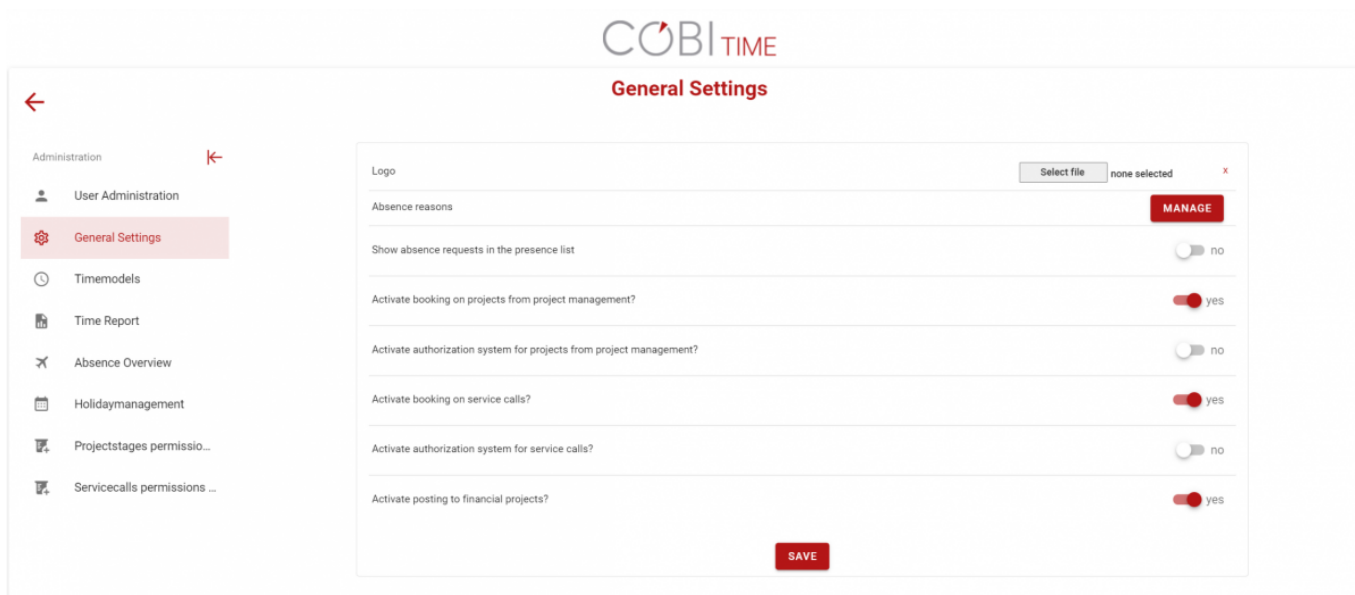 COBI TIME
General Settings
Administration
User Administration
General Settings
Timemodels
Time Report
Absence Overview
Holidaymanagement
Projectstages permissio...
Servicecalls permissions ...
Logo Select file none selected x
Absence reasons MANAGE
Show absence requests in the presence list no
Activate booking on projects from project management? yes
Activate authorization system for projects from project management? no
Activate booking on service calls? yes
Activate authorization system for service calls? no
Activate posting to financial projects? yes
SAVE